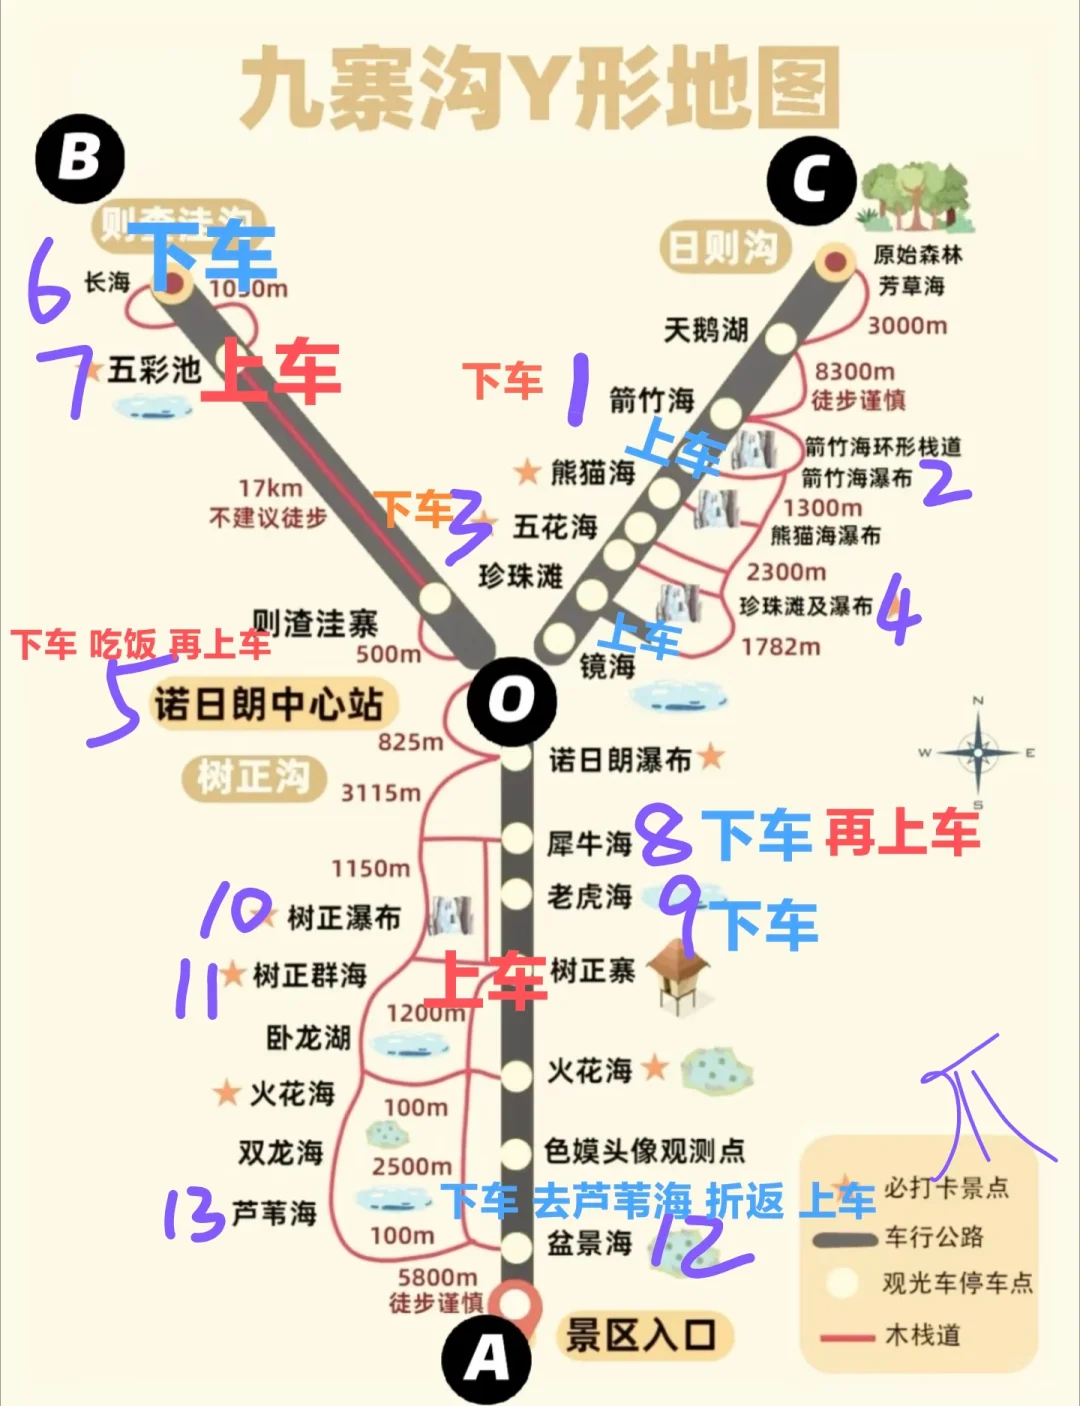 九寨沟Y形地图
B
C
则查洼沟
下车
6
长海
1050m
日则沟
原始森林
芳草海
3000m
天鹅湖
7
五彩池
上车
下车
1
箭竹海
8300m
徒步谨慎
上车
箭竹海环形栈道
箭竹海瀑布
2
熊猫海
17km
不建议徒步
下车
3
五花海
1300m
熊猫海瀑布
珍珠滩
2300m
珍珠滩及瀑布
4
则渣洼寨
下车 吃饭 再上车
500m
上车
1782m
镜海
5
诺日朗中心站
O
825m
诺日朗瀑布
N
W
E
S
树正沟
3115m
犀牛海
8
下车
再上车
1150m
老虎海
9
下车
10
树正瀑布
11
树正群海
上车
树正寨
1200m
卧龙湖
火花海
火花海
100m
双龙海
色嫫头像观测点
2500m
13
芦苇海
下车 去芦苇海 折返 上车
100m
盆景海
12
5800m
徒步谨慎
A
景区入口
必打卡景点
车行公路
观光车停车点
木栈道